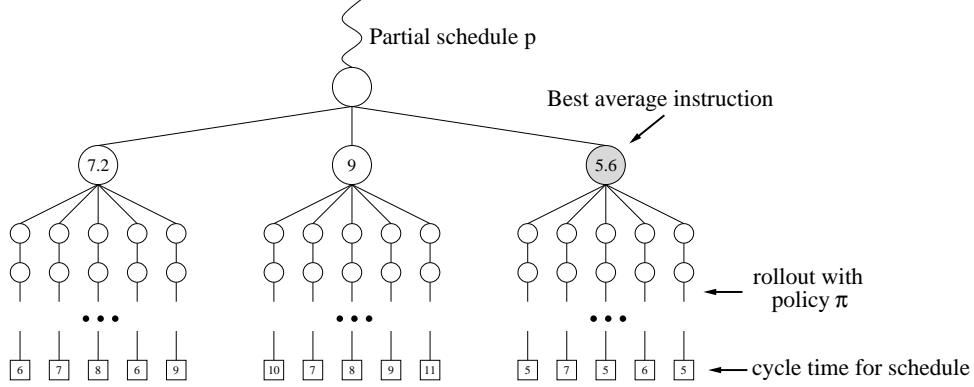 Partial schedule p
Best average instruction
7.2
9
5.6
rollout with
policy π
• • •
• • •
• • •
6
7
8
6
9
10
7
8
9
11
5
7
5
6
5
cycle time for schedule